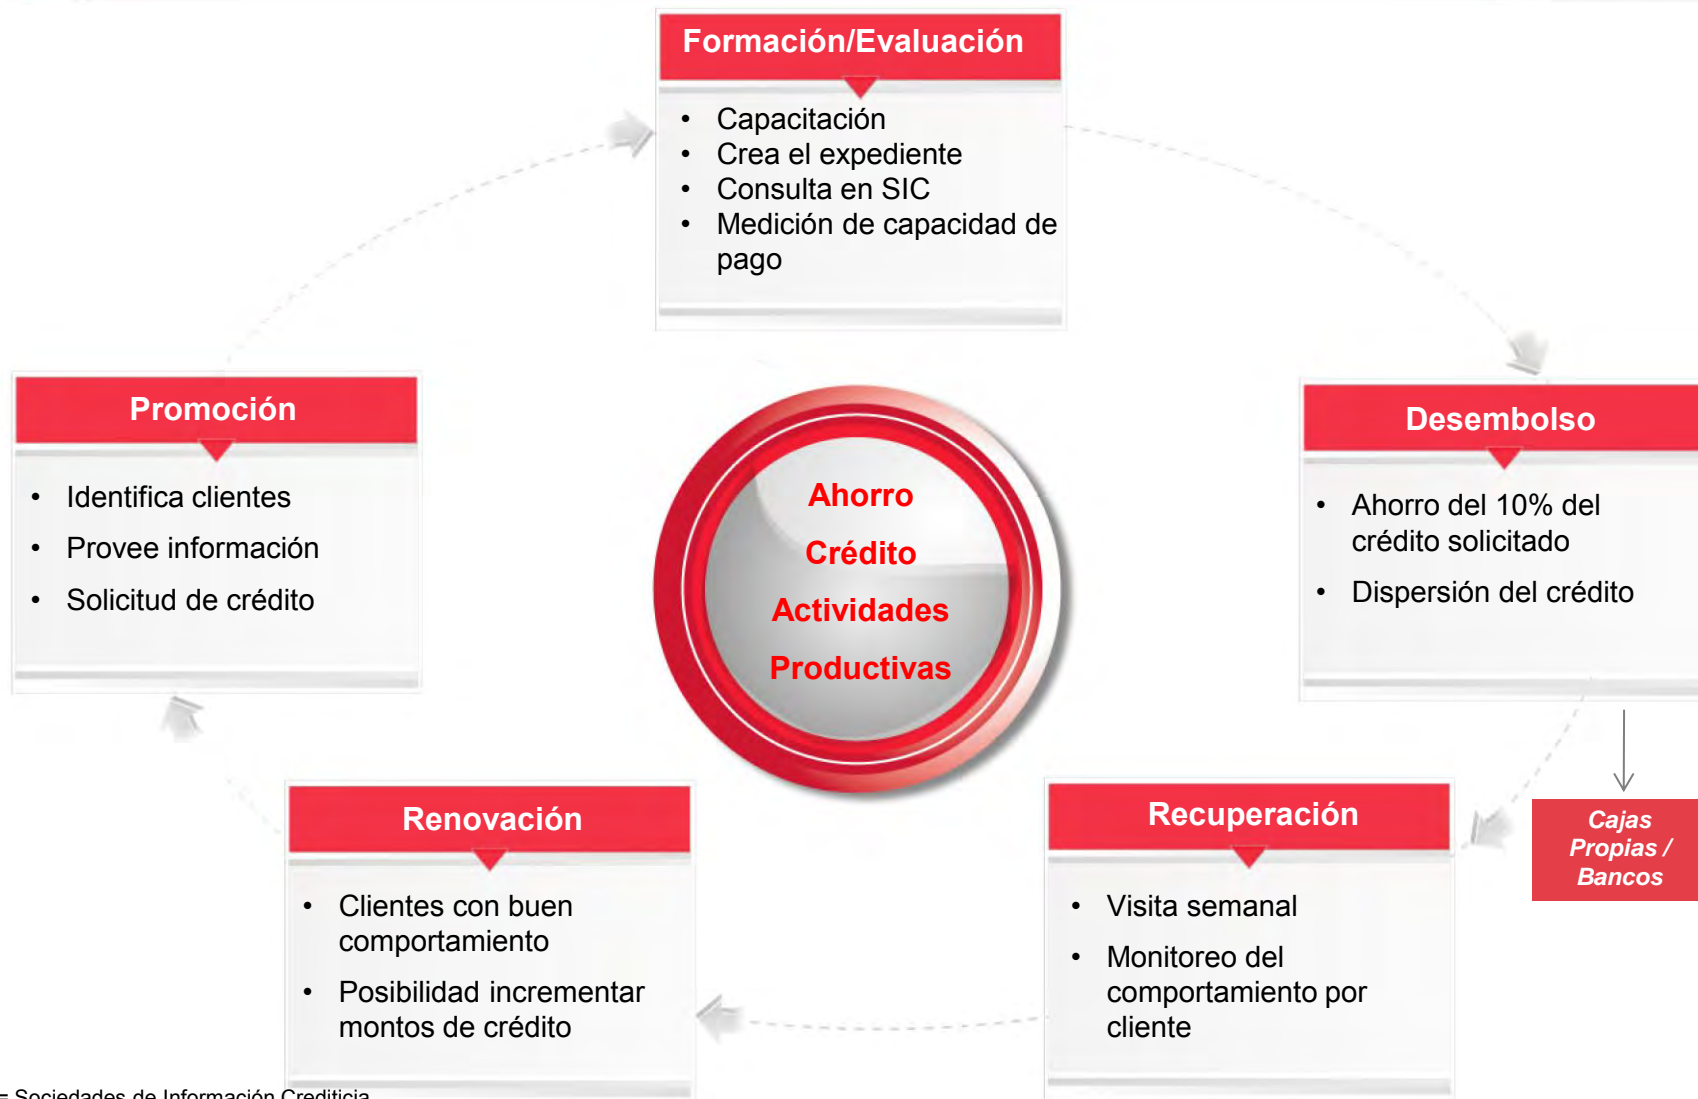 Formación/Evaluación
• Capacitación
• Crea el expediente
• Consulta en SIC
• Medición de capacidad de
pago
Promoción
• Identifica clientes
• Provee información
• Solicitud de crédito
Ahorro
Crédito
Actividades
Productivas
Desembolso
• Ahorro del 10% del
crédito solicitado
• Dispersión del crédito
Cajas
Propias /
Bancos
Recuperación
• Visita semanal
• Monitoreo del
comportamiento por
cliente
Renovación
• Clientes con buen
comportamiento
• Posibilidad incrementar
montos de crédito
= Sociedades de Información Crediticia